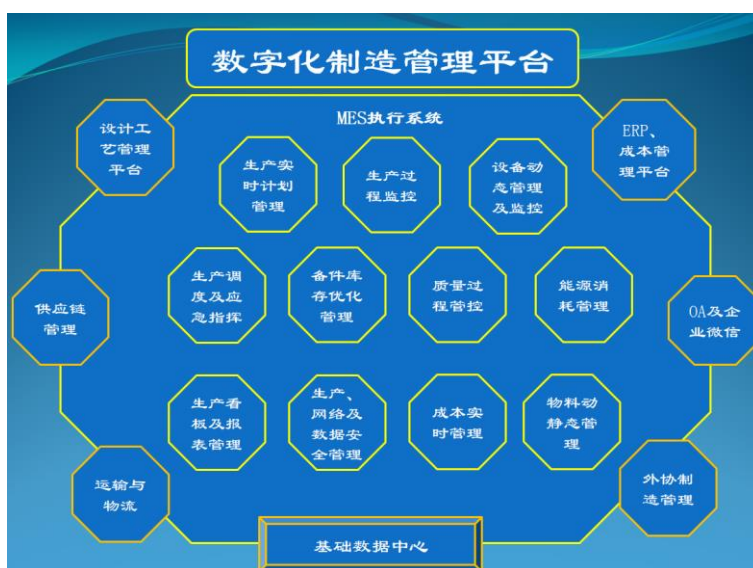 数字化制造管理平台
MES执行系统
设计工
艺管理
平台
ERP、
成本管
理平台
生产实
时计划
管理
生产过
程监控
设备动
态管理
及监控
供应链
管理
生产调
度及应
急指挥
备件库
存优化
管理
质量过
程管控
能源消
耗管理
OA及企
业微信
生产看
板及报
表管理
生产、
网络及
数据安
全管理
成本实
时管理
物料动
静态管
理
运输与
物流
外协制
造管理
基础数据中心